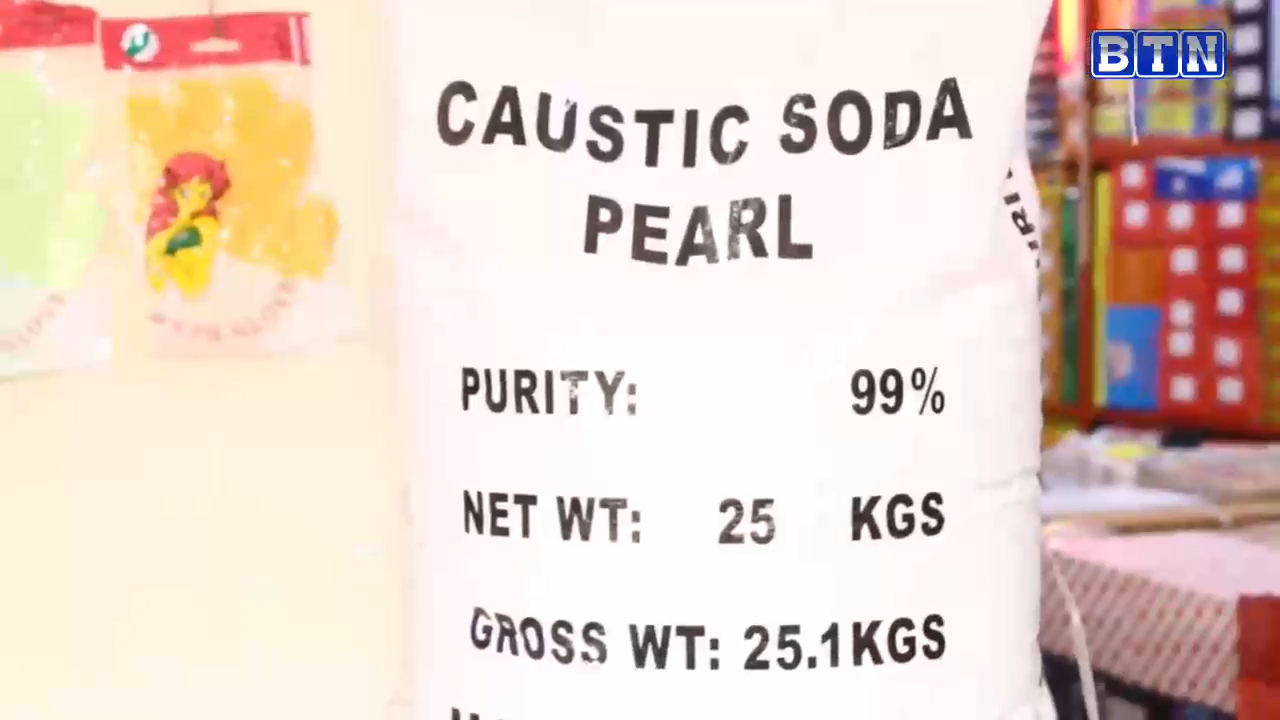 BTN
CAUSTIC SODA
PEARL
PURITY: 99%
NET WT: 25 KGS
GROSS WT: 25.1KGS